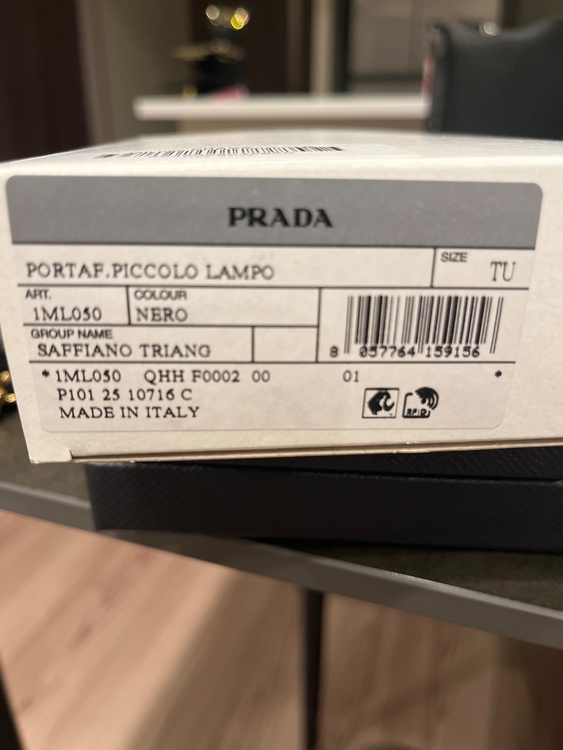 PRADA
PORTAF.PICCOLO LAMPO
SIZE
TU
ART.
1ML050
COLOUR
NERO
GROUP NAME
SAFFIANO TRIANG
8 057764 159156
*1ML050 QHH F0002 00 01 *
P101 25 10716 C
MADE IN ITALY
RFID